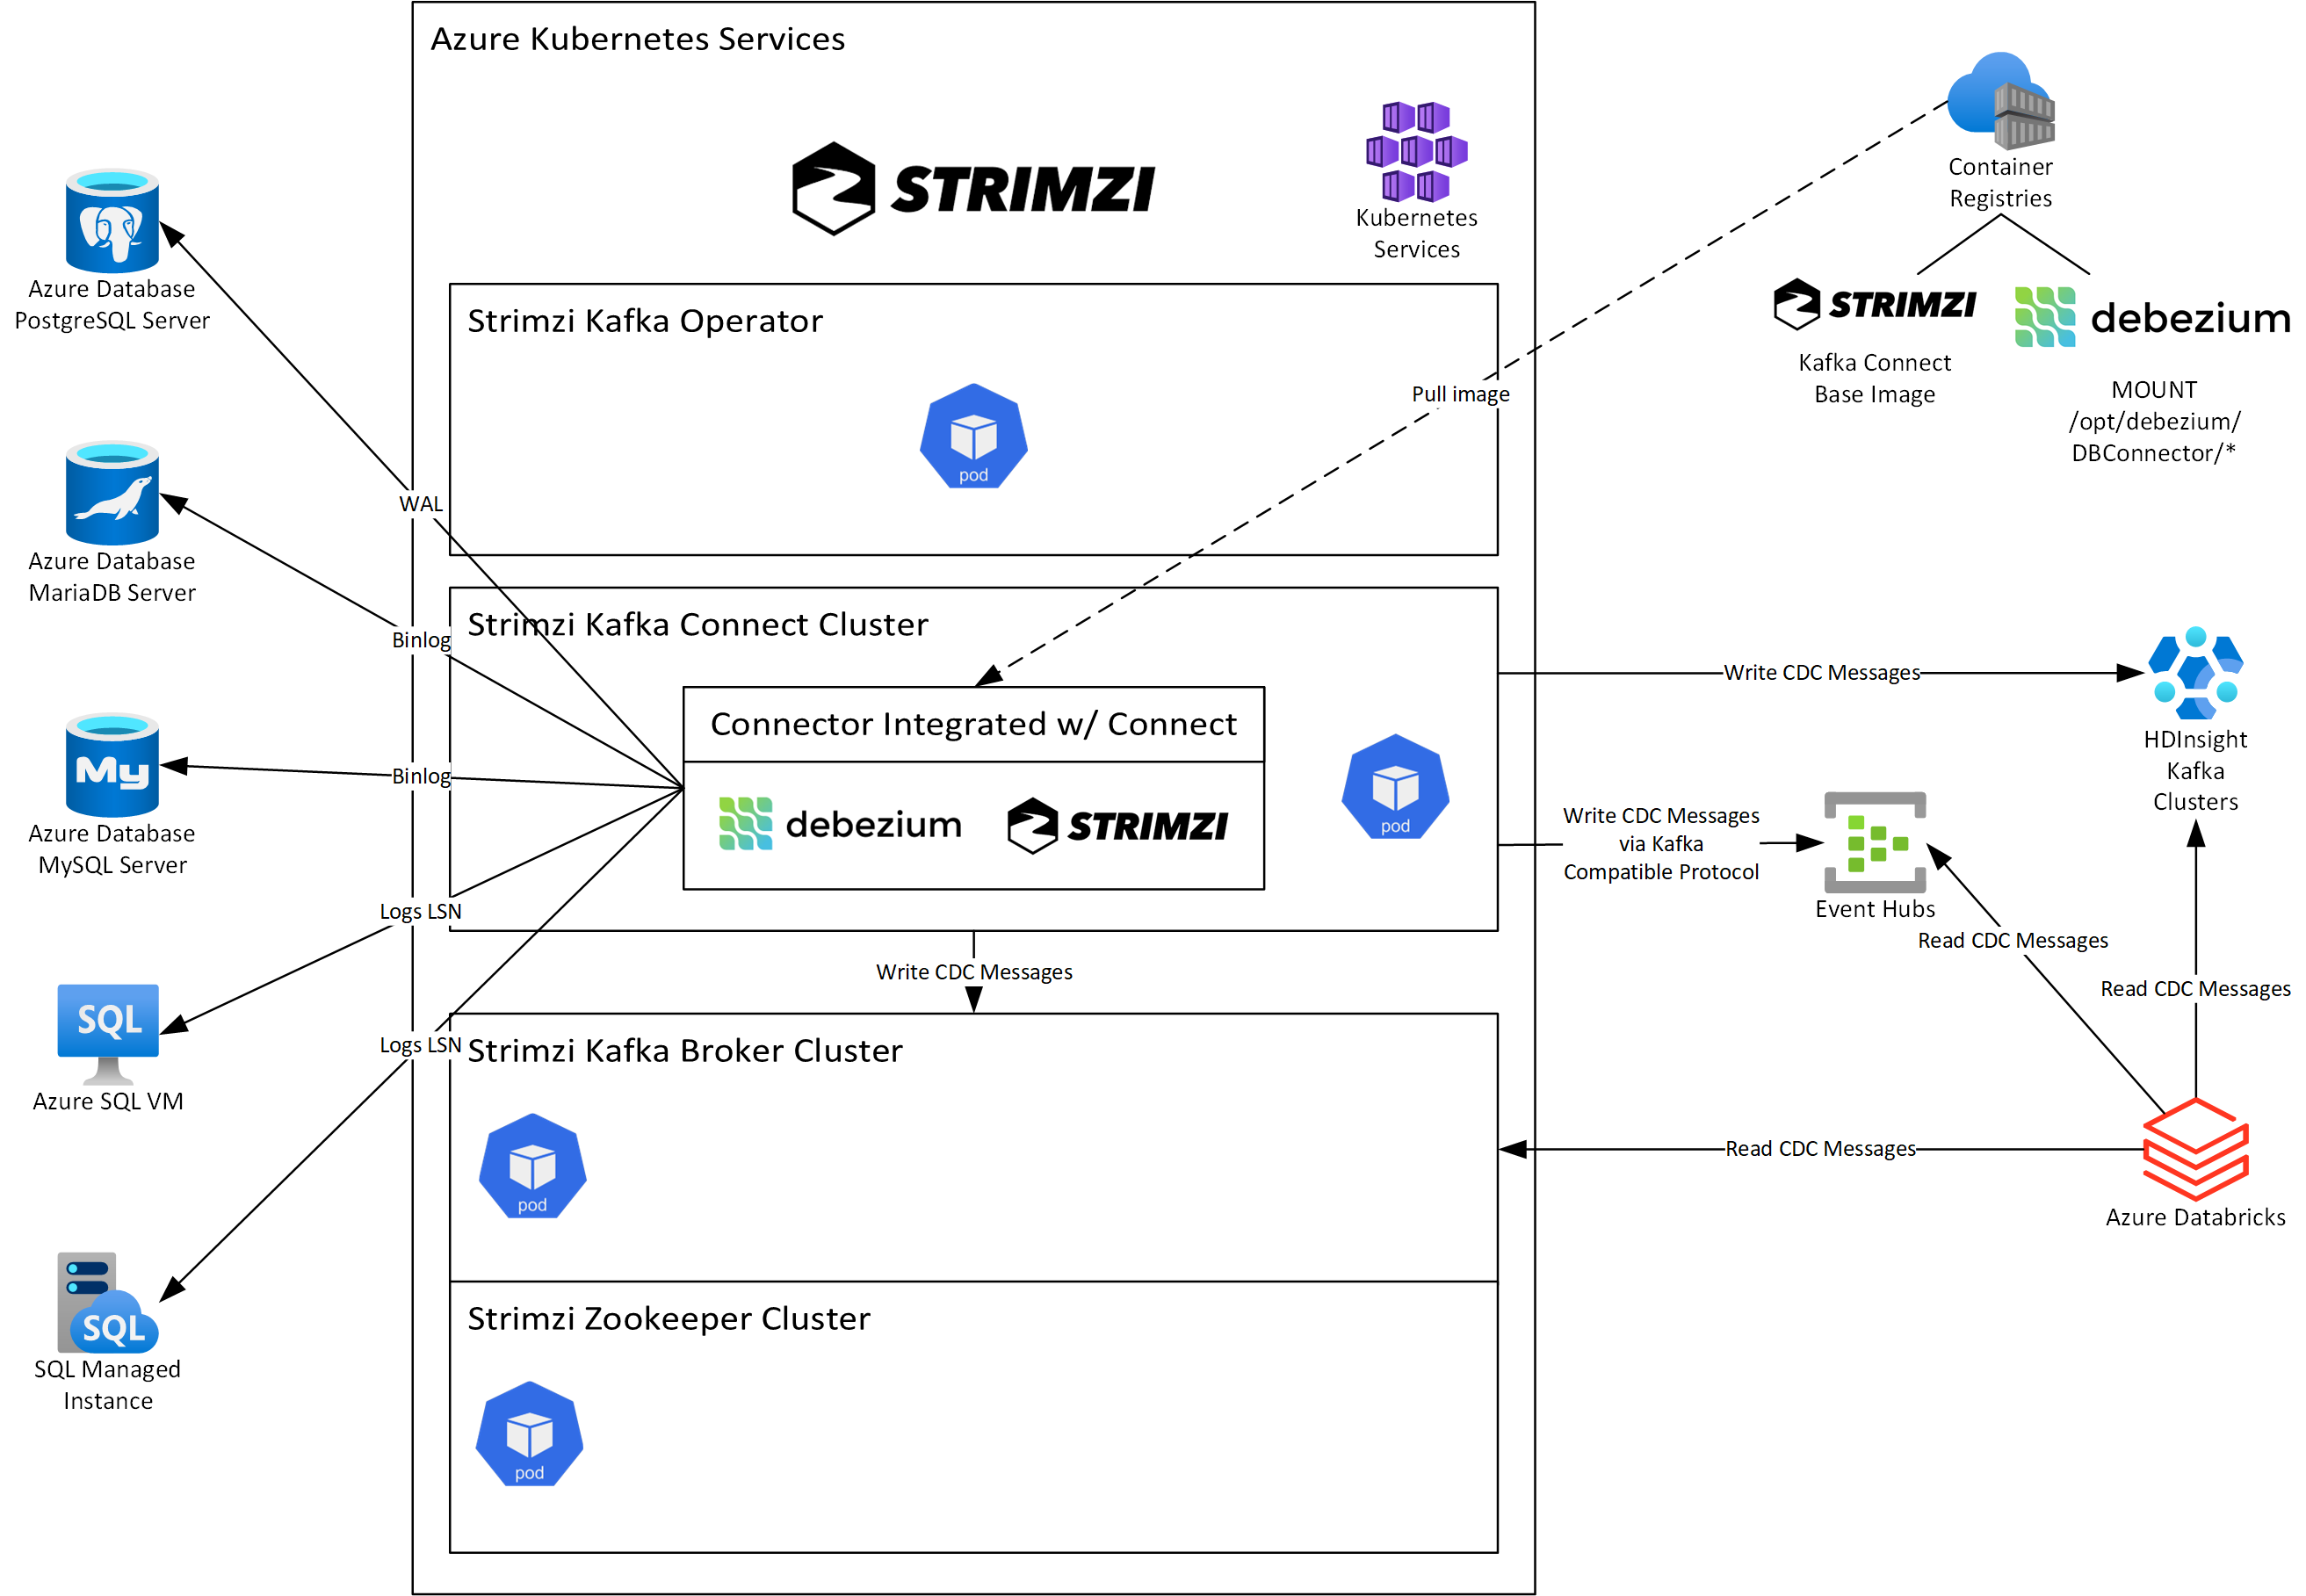 Azure Kubernetes Services
STRIMZI
Kubernetes
Services
Container
Registries
STRIMZI
debezium
Kafka Connect
Base Image
MOUNT
/opt/debezium/
DBConnector/*
Pull image
Azure Database
PostgreSQL Server
Azure Database
MariaDB Server
My
Azure Database
MySQL Server
SQL
Azure SQL VM
SQL
SQL Managed
Instance
WAL
Binlog
Binlog
Logs LSN
Logs LSN
Strimzi Kafka Operator
pod
Strimzi Kafka Connect Cluster
Connector Integrated w/ Connect
debezium
STRIMZI
pod
Write CDC Messages
Strimzi Kafka Broker Cluster
pod
Strimzi Zookeeper Cluster
pod
Write CDC Messages
HDInsight
Kafka
Clusters
Write CDC Messages
via Kafka
Compatible Protocol
Event Hubs
Read CDC Messages
Read CDC Messages
Read CDC Messages
Azure Databricks